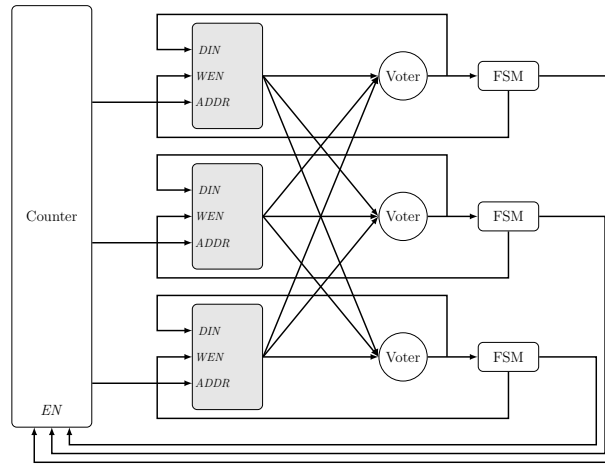 DIN
WEN
ADDR
Voter
FSM
Counter
DIN
WEN
ADDR
Voter
FSM
DIN
WEN
ADDR
Voter
FSM
EN